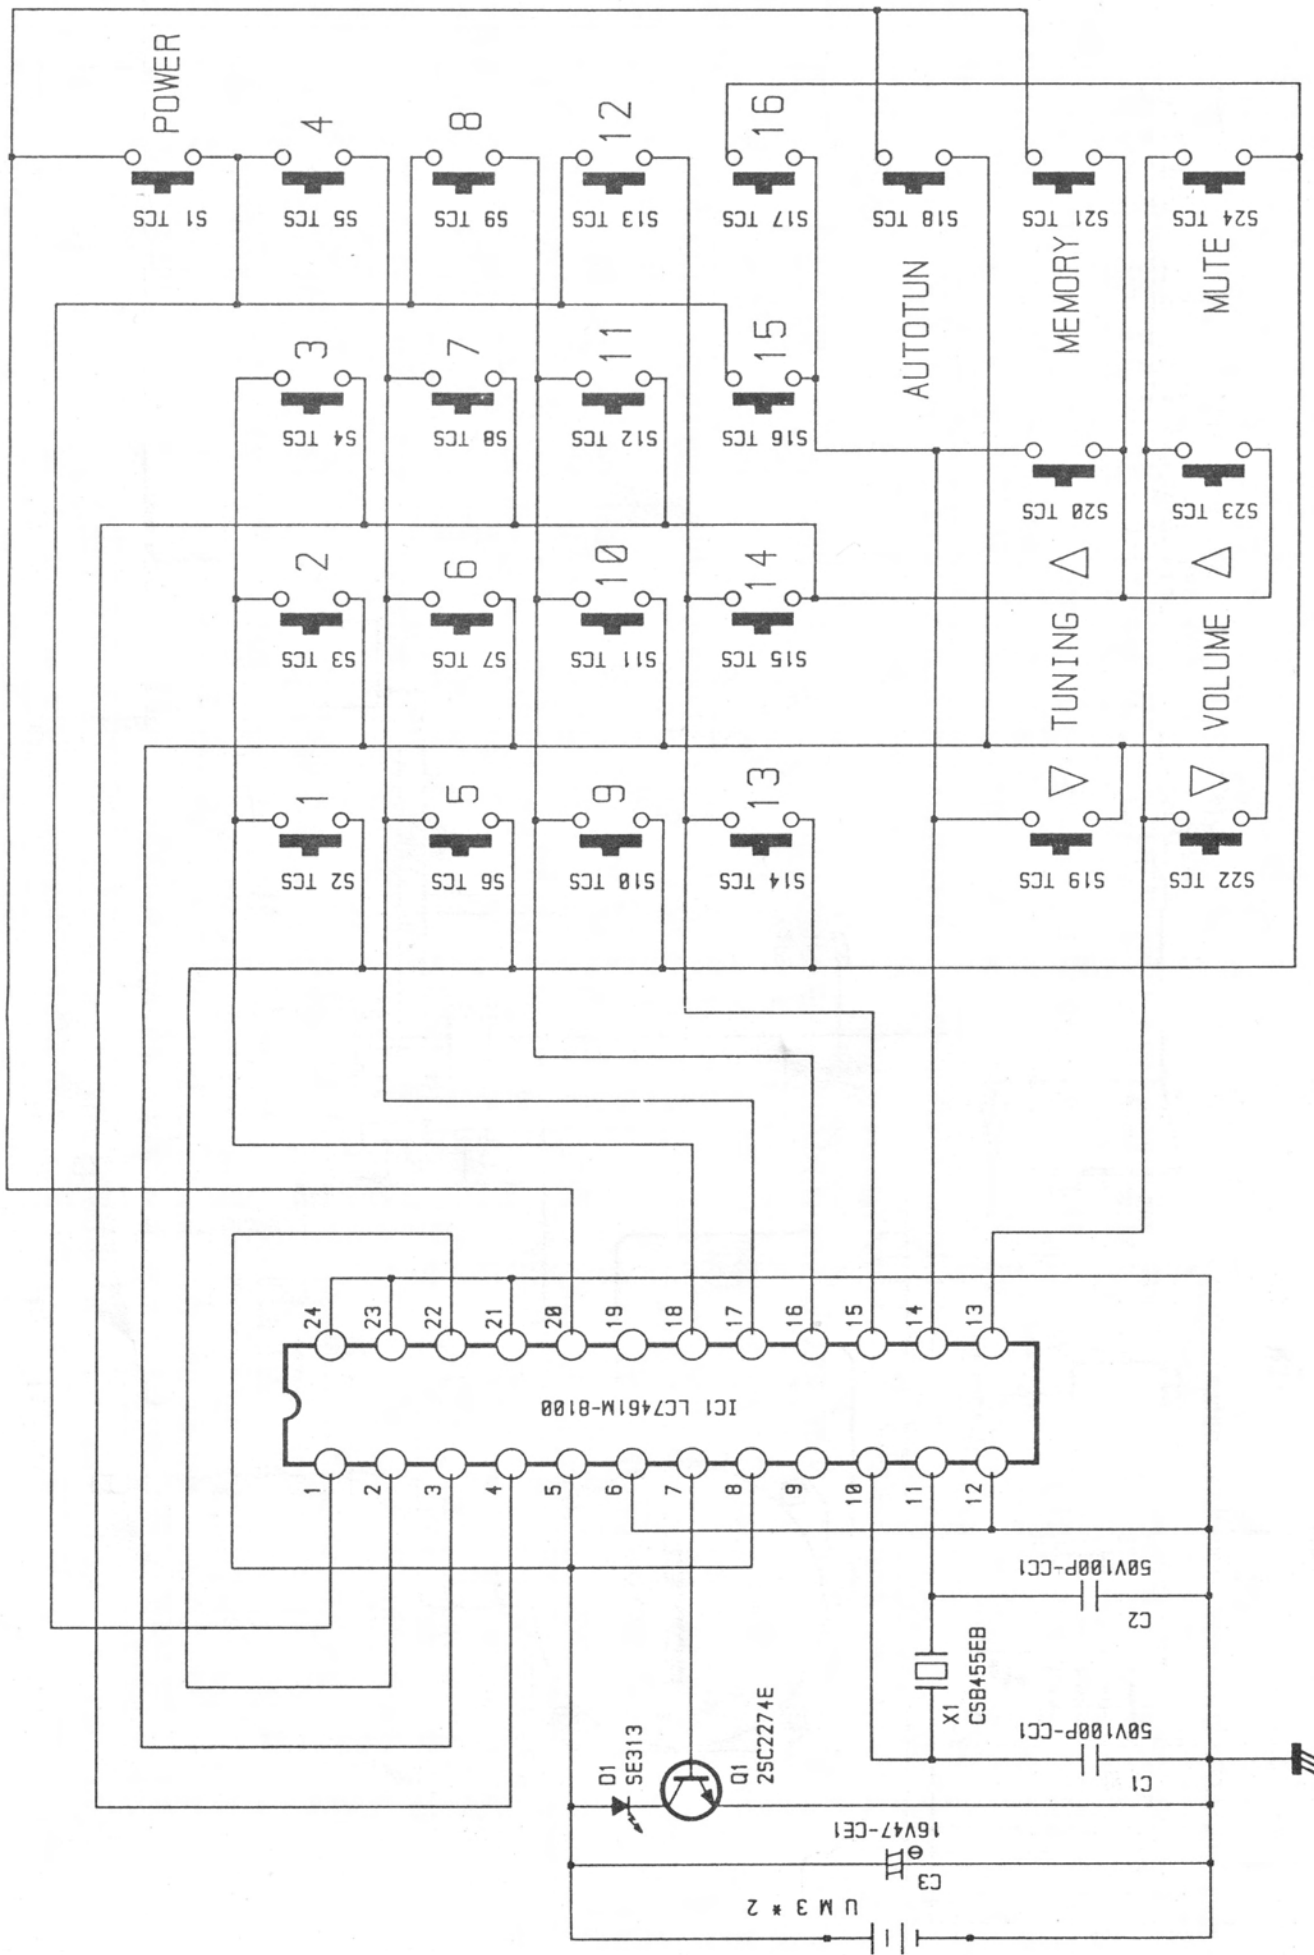 POWER
S1 TCS
4
S5 TCS
8
S9 TCS
12
S13 TCS
16
S17 TCS
S18 TCS
AUTOTUN
S21 TCS
MEMORY
S24 TCS
MUTE
3
S4 TCS
7
S8 TCS
11
S12 TCS
15
S16 TCS
S20 TCS
S23 TCS
2
S3 TCS
6
S7 TCS
10
S11 TCS
14
S15 TCS
TUNING
VOLUME
1
S2 TCS
5
S6 TCS
9
S10 TCS
13
S14 TCS
S19 TCS
S22 TCS
24
23
22
21
20
19
18
17
16
15
14
13
IC1 LC7461M-8100
1
2
3
4
5
6
7
8
9
10
11
12
50V100P-CC1
C2
X1
CSB455EB
50V100P-CC1
C1
D1
SE313
Q1
2SC2274E
16V47-CE1
C3
U M 3 * 2